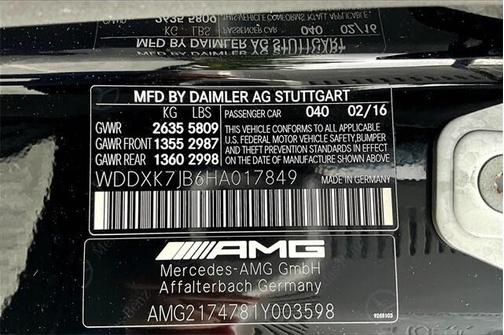 MFD BY DAIMLER AG STUTTGART
KG LBS PASSENGER CAR 040 02/16
GVWR 2635 5809 THIS VEHICLE CONFORMS TO ALL APPLICABLE
GAWR FRONT 1355 2987 U.S. FEDERAL MOTOR VEHICLE SAFETY, BUMPER
GAWR REAR 1360 2998 AND THEFT PREVENTION STANDARDS IN EFFECT
ON THE DATE OF MANUFACTURE SHOWN ABOVE.
WDDXK7JB6HA017849 MADE IN GERMANY
AMG
Mercedes-AMG GmbH
Affalterbach Germany
AMG2174781Y003598